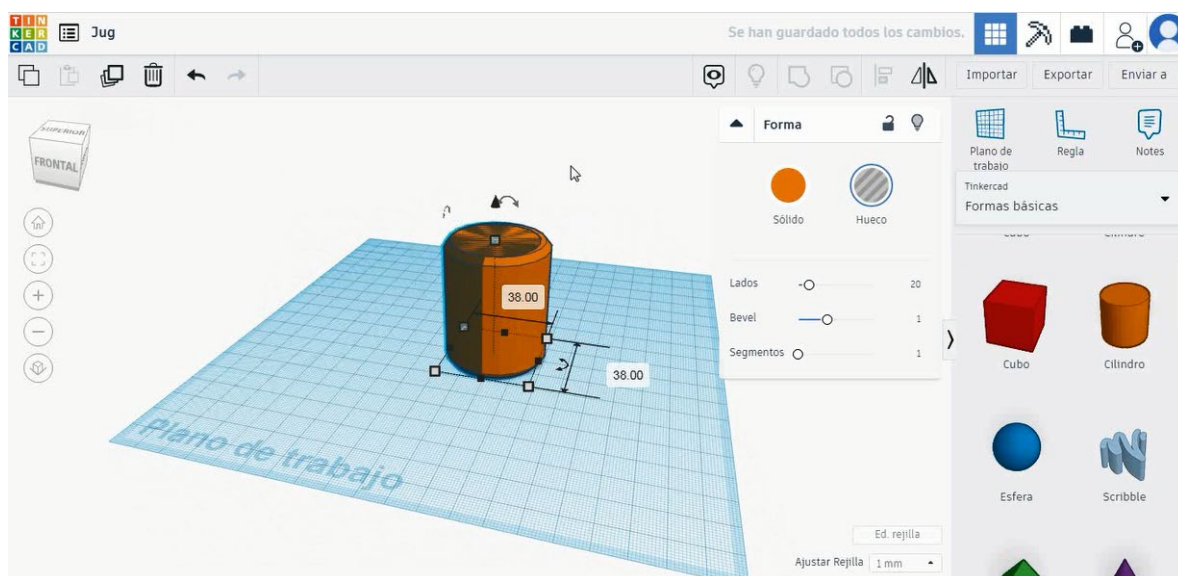 TIN
KER
CAD
Jug
Se han guardado todos los cambios.
Importar
Exportar
Enviar a
SUPERIOR
FRONTAL
Forma
Sólido
Hueco
Lados
20
Bevel
1
Segmentos
1
38.00
38.00
Plano de trabajo
Plano de
trabajo
Regla
Notes
Tinkercad
Formas básicas
Cubo
Cilindro
Esfera
Scribble
Ed. rejilla
Ajustar Rejilla
1 mm